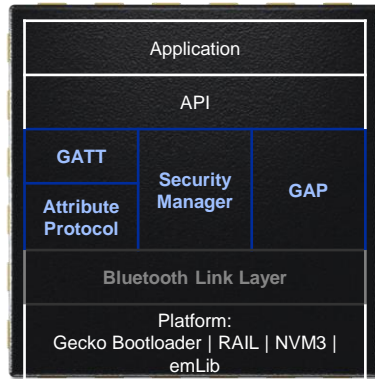 Application
API
GATT
Attribute
Protocol
Security
Manager
GAP
Bluetooth Link Layer
Platform:
Gecko Bootloader | RAIL | NVM3 |
emLib